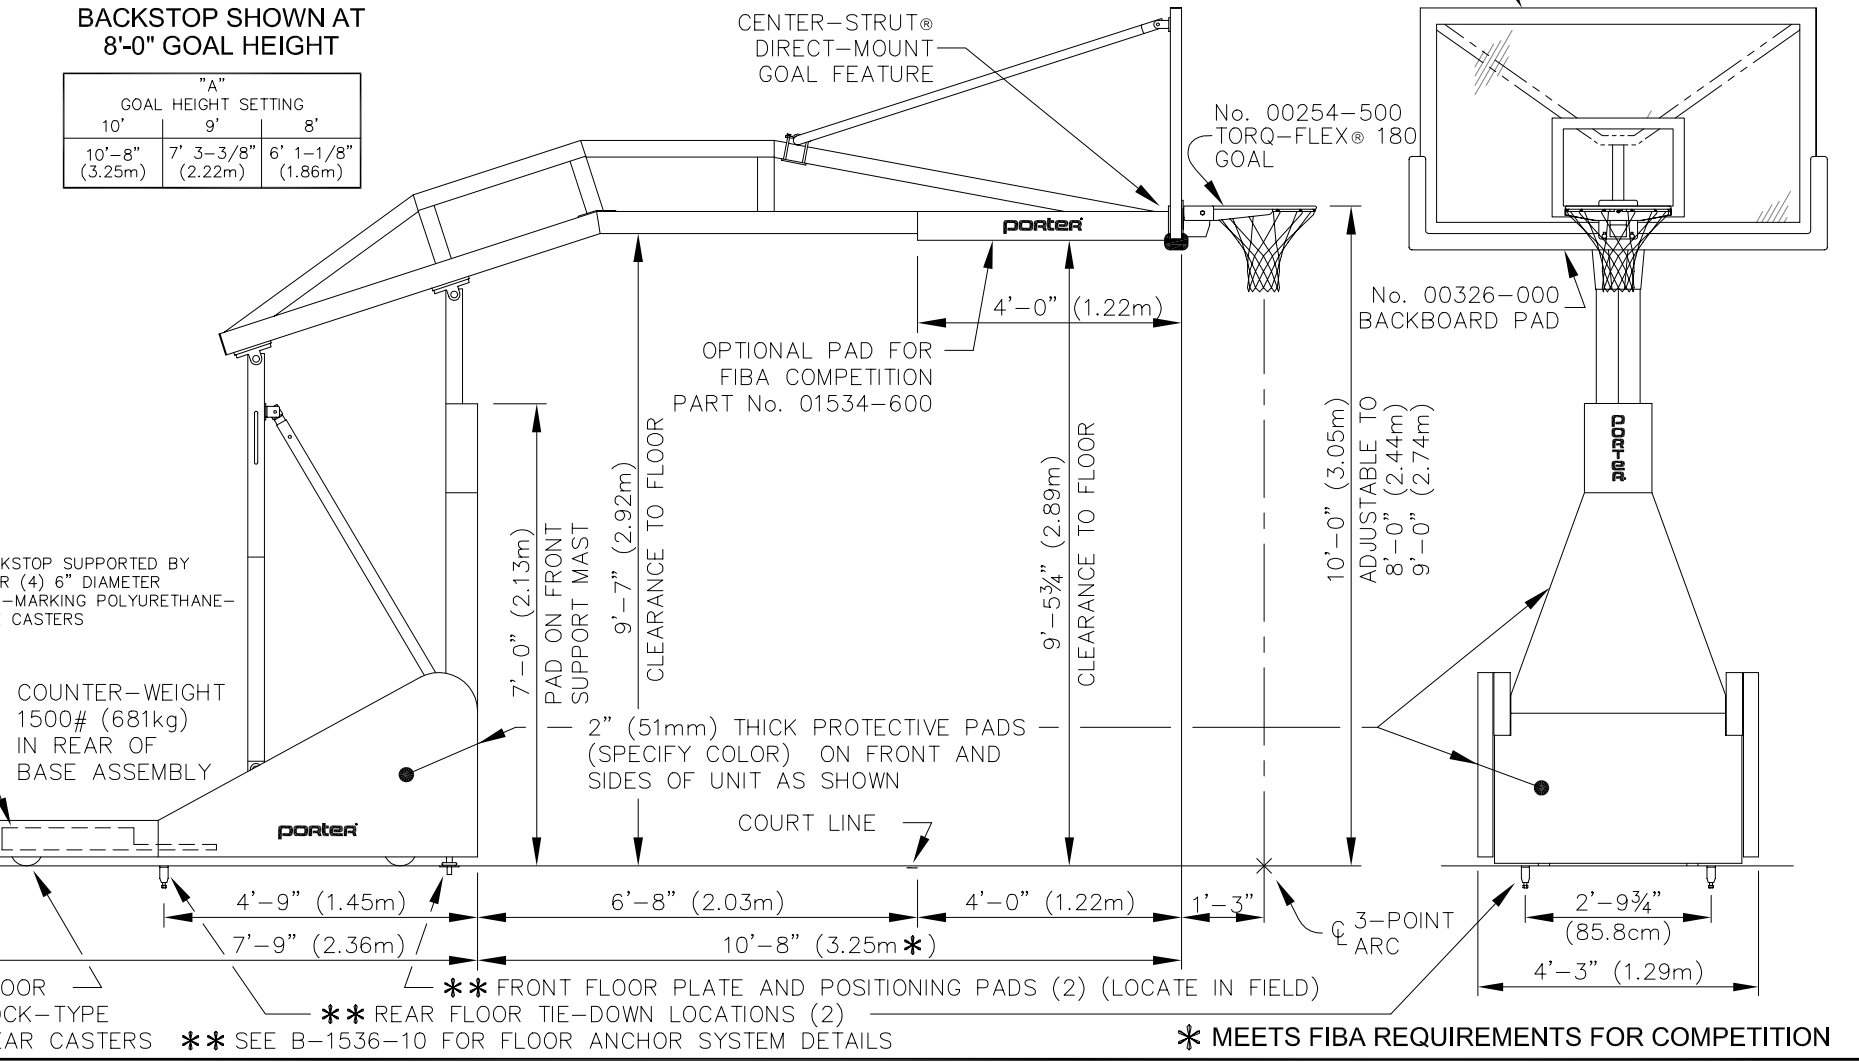 BACKSTOP SHOWN AT
8'-0" GOAL HEIGHT
"A"
GOAL HEIGHT SETTING
10' 9' 8'
10'-8" 7' 3-3/8" 6' 1-1/8"
(3.25m) (2.22m) (1.86m)
CENTER-STRUT®
DIRECT-MOUNT
GOAL FEATURE
No. 00254-500
TORQ-FLEX® 180
GOAL
PORTER
4'-0" (1.22m)
No. 00326-000
BACKBOARD PAD
OPTIONAL PAD FOR
FIBA COMPETITION
PART No. 01534-600
PORTER
7'-0" (2.13m)
PAD ON FRONT
SUPPORT MAST
9'-7" (2.92m)
CLEARANCE TO FLOOR
9'-5¾" (2.89m)
CLEARANCE TO FLOOR
10'-0" (3.05m)
ADJUSTABLE TO
8'-0" (2.44m)
9'-0" (2.74m)
KSTOP SUPPORTED BY
R (4) 6" DIAMETER
-MARKING POLYURETHANE-
CASTERS
COUNTER-WEIGHT
1500# (681kg)
IN REAR OF
BASE ASSEMBLY
2" (51mm) THICK PROTECTIVE PADS
(SPECIFY COLOR) ON FRONT AND
SIDES OF UNIT AS SHOWN
PORTER
COURT LINE
4'-9" (1.45m)
6'-8" (2.03m)
4'-0" (1.22m)
1'-3"
7'-9" (2.36m)
10'-8" (3.25m*)
℄ 3-POINT
ARC
2'-9¾"
(85.8cm)
4'-3" (1.29m)
OOR
OCK-TYPE
EAR CASTERS
** FRONT FLOOR PLATE AND POSITIONING PADS (2) (LOCATE IN FIELD)
** REAR FLOOR TIE-DOWN LOCATIONS (2)
** SEE B-1536-10 FOR FLOOR ANCHOR SYSTEM DETAILS
* MEETS FIBA REQUIREMENTS FOR COMPETITION